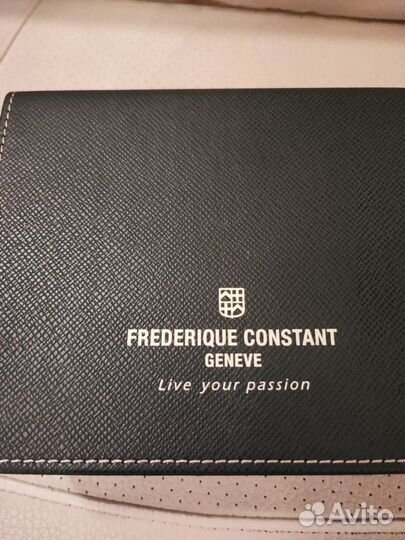 FREDERIQUE CONSTANT
GENEVE
Live your passion
Avito